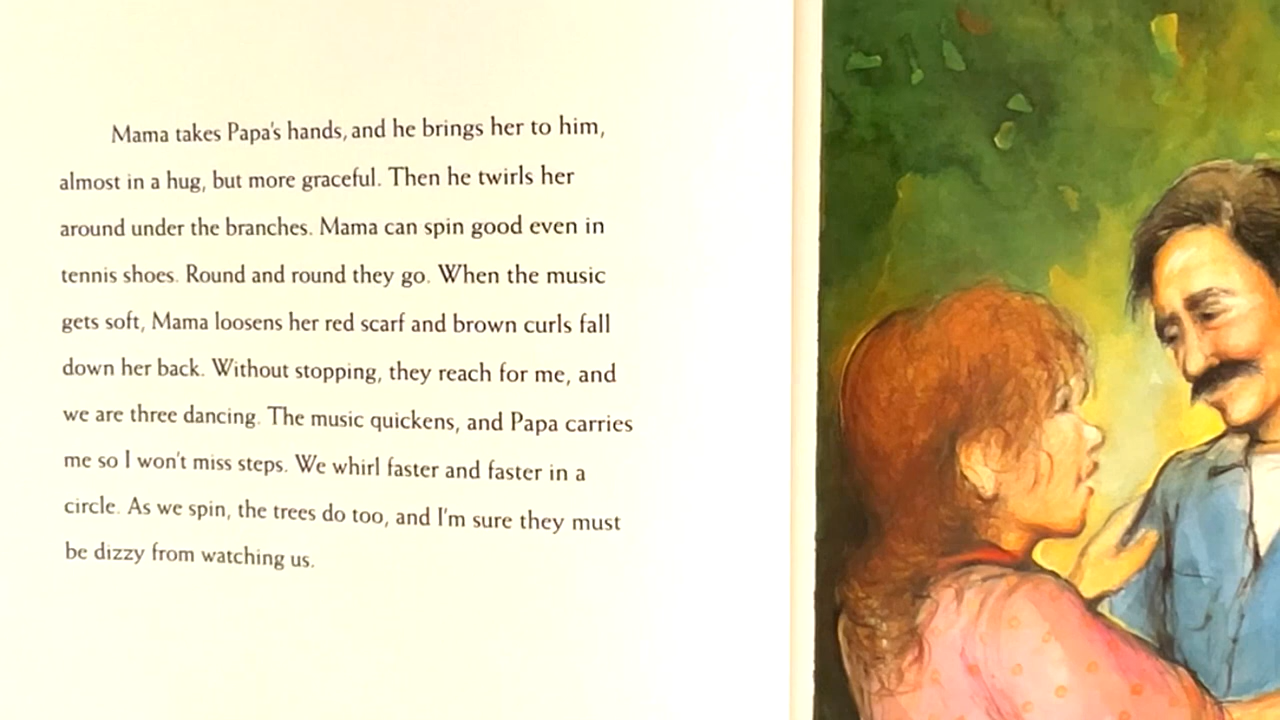 Mama takes Papa's hands, and he brings her to him,
almost in a hug, but more graceful. Then he twirls her
around under the branches. Mama can spin good even in
tennis shoes. Round and round they go. When the music
gets soft, Mama loosens her red scarf and brown curls fall
down her back. Without stopping, they reach for me, and
we are three dancing. The music quickens, and Papa carries
me so I won't miss steps. We whirl faster and faster in a
circle. As we spin, the trees do too, and I'm sure they must
be dizzy from watching us.